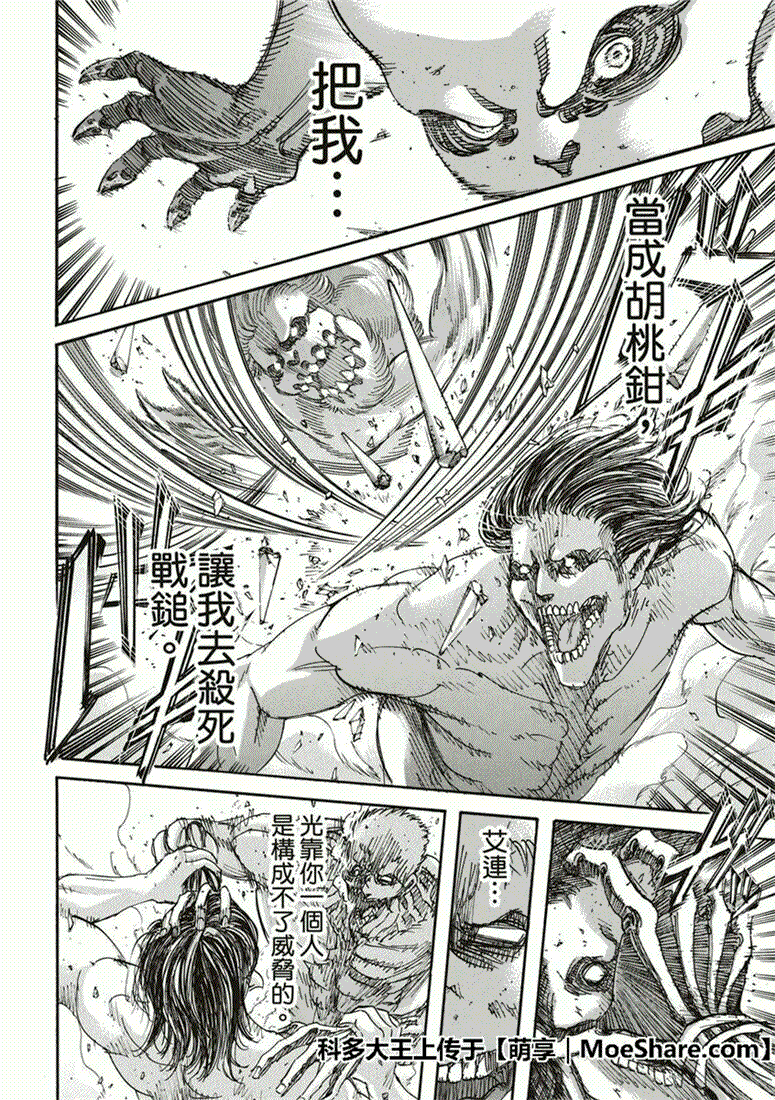 把我…
當成胡桃鉗，
讓我去殺死
戰鎚。
艾連…
光靠你一個人
是構成不了威脅的。
科多大王上传于【萌享｜MoeShare.com】